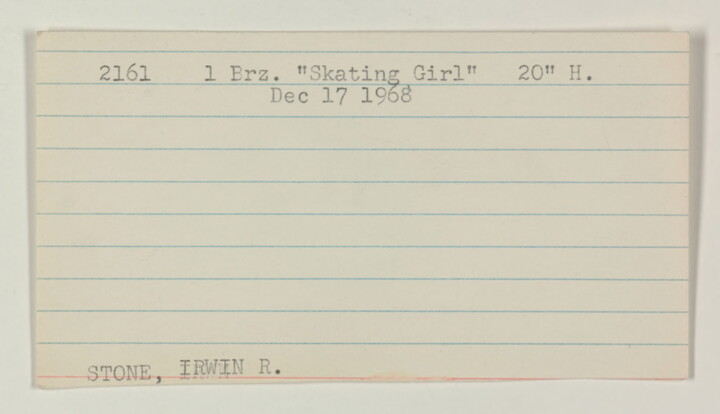 2161 1 Brz. "Skating Girl" 20" H.
Dec 17 1968
STONE, IRWIN R.